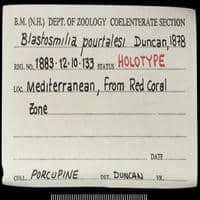 B.M. (N.H.) DEPT. OF ZOOLOGY COELENTERATE SECTION
Blastosmilia pourtalesi Duncan, 1878
REG. NO. 1883·12·10·133 STATUS HOLOTYPE
LOC. Mediterranean, from Red Coral
Zone
DATE
COLL. PORCUPINE DET. DUNCAN YR.